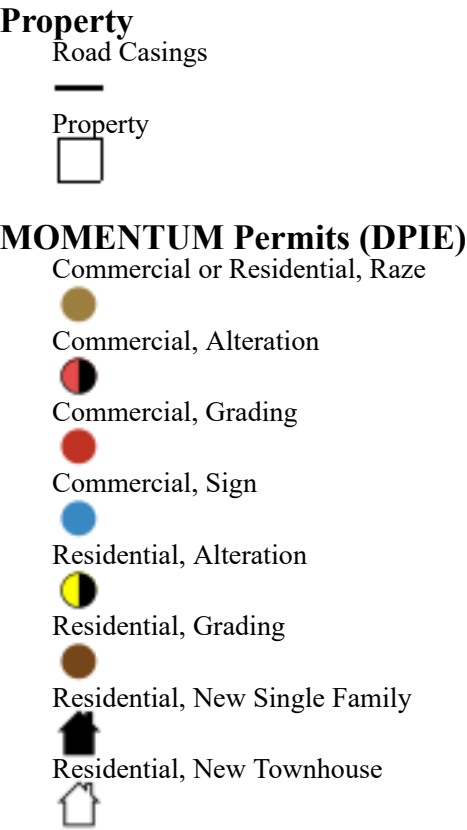 Property
Road Casings
Property
MOMENTUM Permits (DPIE)
Commercial or Residential, Raze
Commercial, Alteration
Commercial, Grading
Commercial, Sign
Residential, Alteration
Residential, Grading
Residential, New Single Family
Residential, New Townhouse